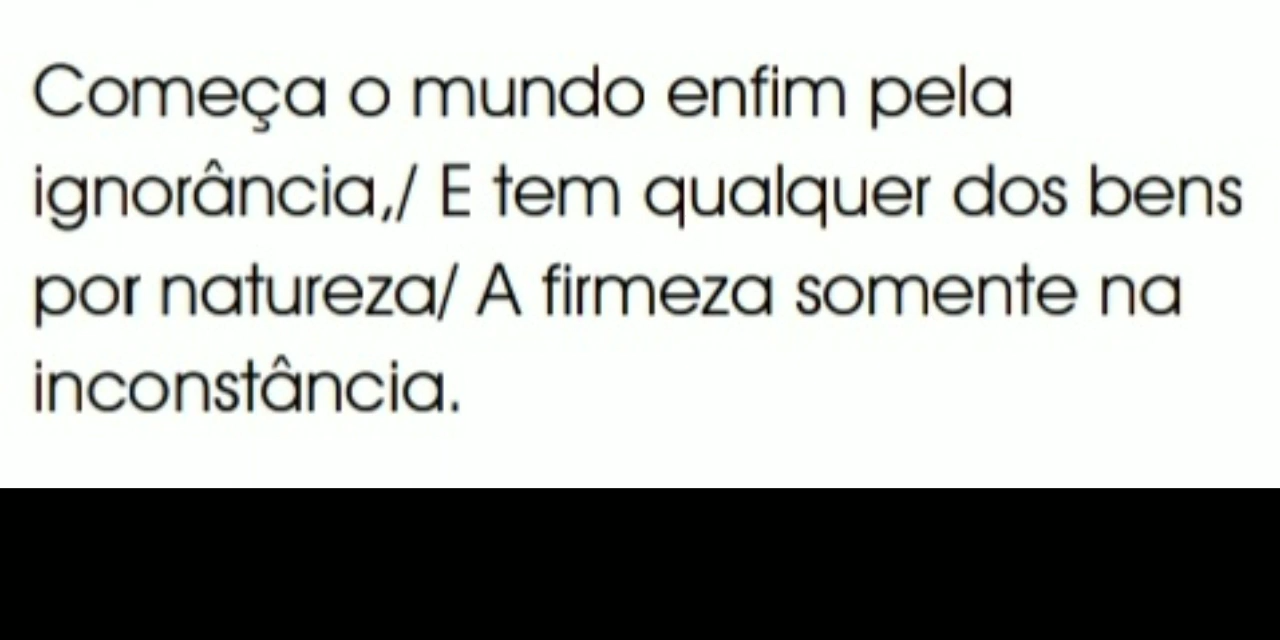 Começa o mundo enfim pela
ignorância,/ E tem qualquer dos bens
por natureza/ A firmeza somente na
inconstância.